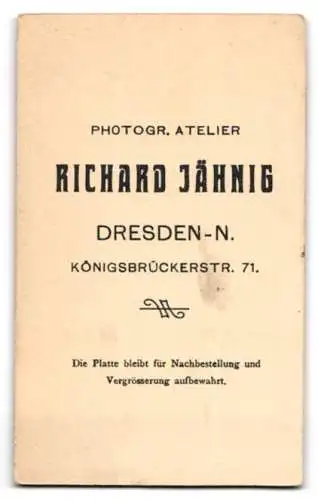 PHOTOGR. ATELIER
RICHARD JÄHNIG
DRESDEN-N.
KÖNIGSBRÜCKERSTR. 71.
Die Platte bleibt für Nachbestellung und
Vergrösserung aufbewahrt.